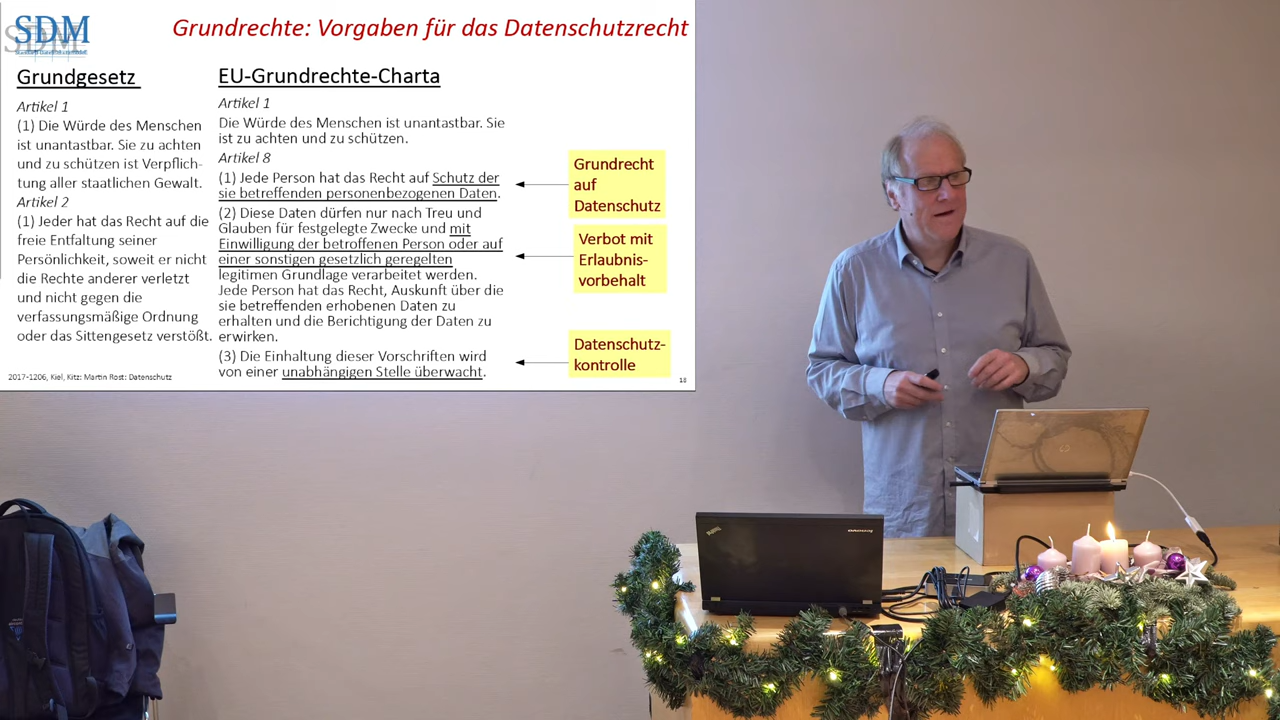 SDM
Grundrechte: Vorgaben für das Datenschutzrecht
Grundgesetz
Artikel 1
(1) Die Würde des Menschen
ist unantastbar. Sie zu achten
und zu schützen ist Verpflich-
tung aller staatlichen Gewalt.
Artikel 2
(1) Jeder hat das Recht auf die
freie Entfaltung seiner
Persönlichkeit, soweit er nicht
die Rechte anderer verletzt
und nicht gegen die
verfassungsmäßige Ordnung
oder das Sittengesetz verstößt.
EU-Grundrechte-Charta
Artikel 1
Die Würde des Menschen ist unantastbar. Sie
ist zu achten und zu schützen.
Artikel 8
(1) Jede Person hat das Recht auf Schutz der
sie betreffenden personenbezogenen Daten.
(2) Diese Daten dürfen nur nach Treu und
Glauben für festgelegte Zwecke und mit
Einwilligung der betroffenen Person oder auf
einer sonstigen gesetzlich geregelten
legitimen Grundlage verarbeitet werden.
Jede Person hat das Recht, Auskunft über die
sie betreffenden erhobenen Daten zu
erhalten und die Berichtigung der Daten zu
erwirken.
(3) Die Einhaltung dieser Vorschriften wird
von einer unabhängigen Stelle überwacht.
Grundrecht
auf
Datenschutz
Verbot mit
Erlaubnis-
vorbehalt
Datenschutz-
kontrolle
2017-1206, Kiel, Kitz: Martin Rost: Datenschutz
18
ThinkPad
lenovo
hp